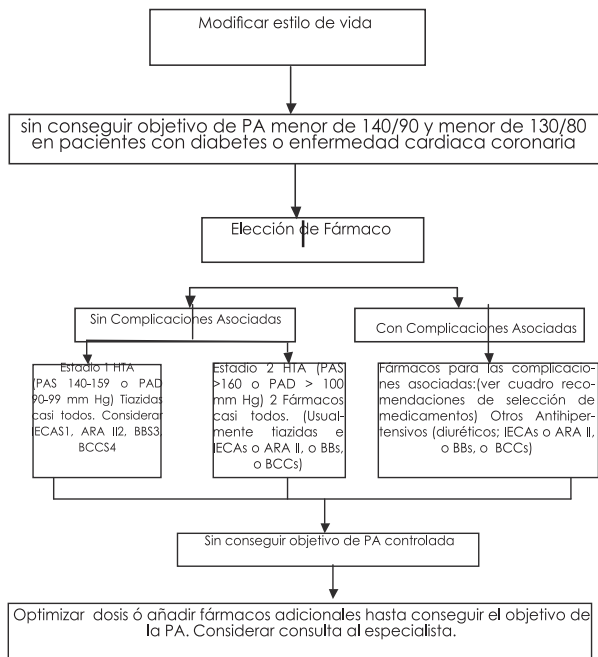 Modificar estilo de vida
sin conseguir objetivo de PA menor de 140/90 y menor de 130/80
en pacientes con diabetes o enfermedad cardiaca coronaria
Elección de Fármaco
Sin Complicaciones Asociadas
Con Complicaciones Asociadas
Estadio 1 HTA
(PAS 140-159 o PAD
90-99 mm Hg) Tiazidas
casi todos. Considerar
IECAS1, ARA II2, BBS3,
BCCS4
Estadio 2 HTA (PAS
>160 o PAD > 100
mm Hg) 2 Fármacos
casi todos. (Usual-
mente tiazidas e
IECAs o ARA II, o BBs,
o BCCs)
Fármacos para las complicacio-
nes asociadas:(ver cuadro reco-
mendaciones de selección de
medicamentos) Otros Antihiper-
tensivos (diuréticos; IECAs o ARA II,
o BBs, o BCCs)
Sin conseguir objetivo de PA controlada
Optimizar dosis ó añadir fármacos adicionales hasta conseguir el objetivo
de la PA. Considerar consulta al especialista.